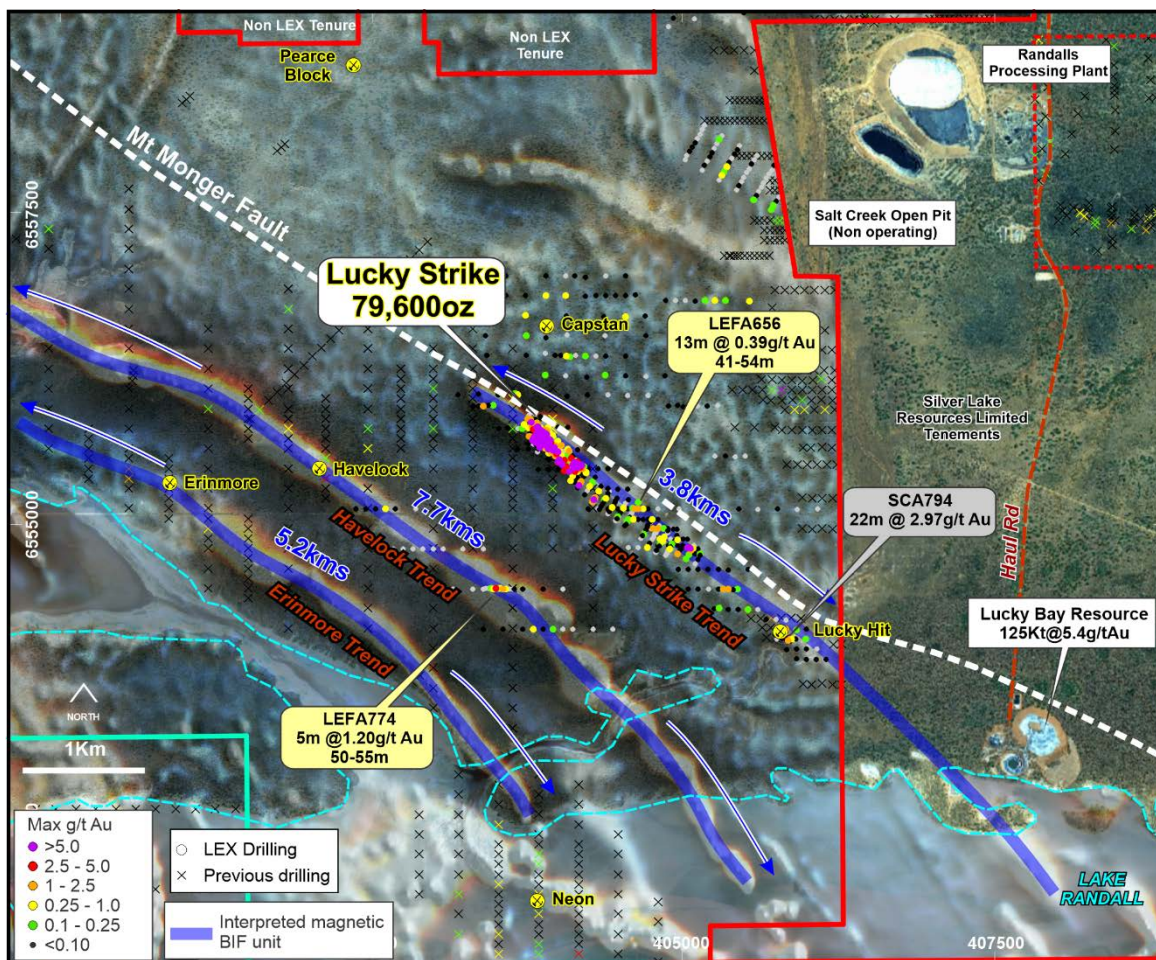 Non LEX Tenure
Non LEX
Tenure
Pearce
Block
Randalls
Processing Plant
Mt Monger Fault
6557500
Salt Creek Open Pit
(Non operating)
Lucky Strike
79,600oz
Capstan
LEFA656
13m @ 0.39g/t Au
41-54m
Silver Lake
Resources Limited
Tenements
Havelock
Erinmore
3.8kms
SCA794
22m @ 2.97g/t Au
6555000
7.7kms
Havelock Trend
5.2kms
Erinmore Trend
Lucky Strike Trend
Haul Rd
Lucky Hit
Lucky Bay Resource
125Kt@5.4g/tAu
NORTH
1Km
LEFA774
5m @1.20g/t Au
50-55m
Max g/t Au
>5.0
2.5 - 5.0
1 - 2.5
0.25 - 1.0
0.1 - 0.25
<0.10
LEX Drilling
Previous drilling
Interpreted magnetic
BIF unit
Neon
LAKE
RANDALL
405000
407500